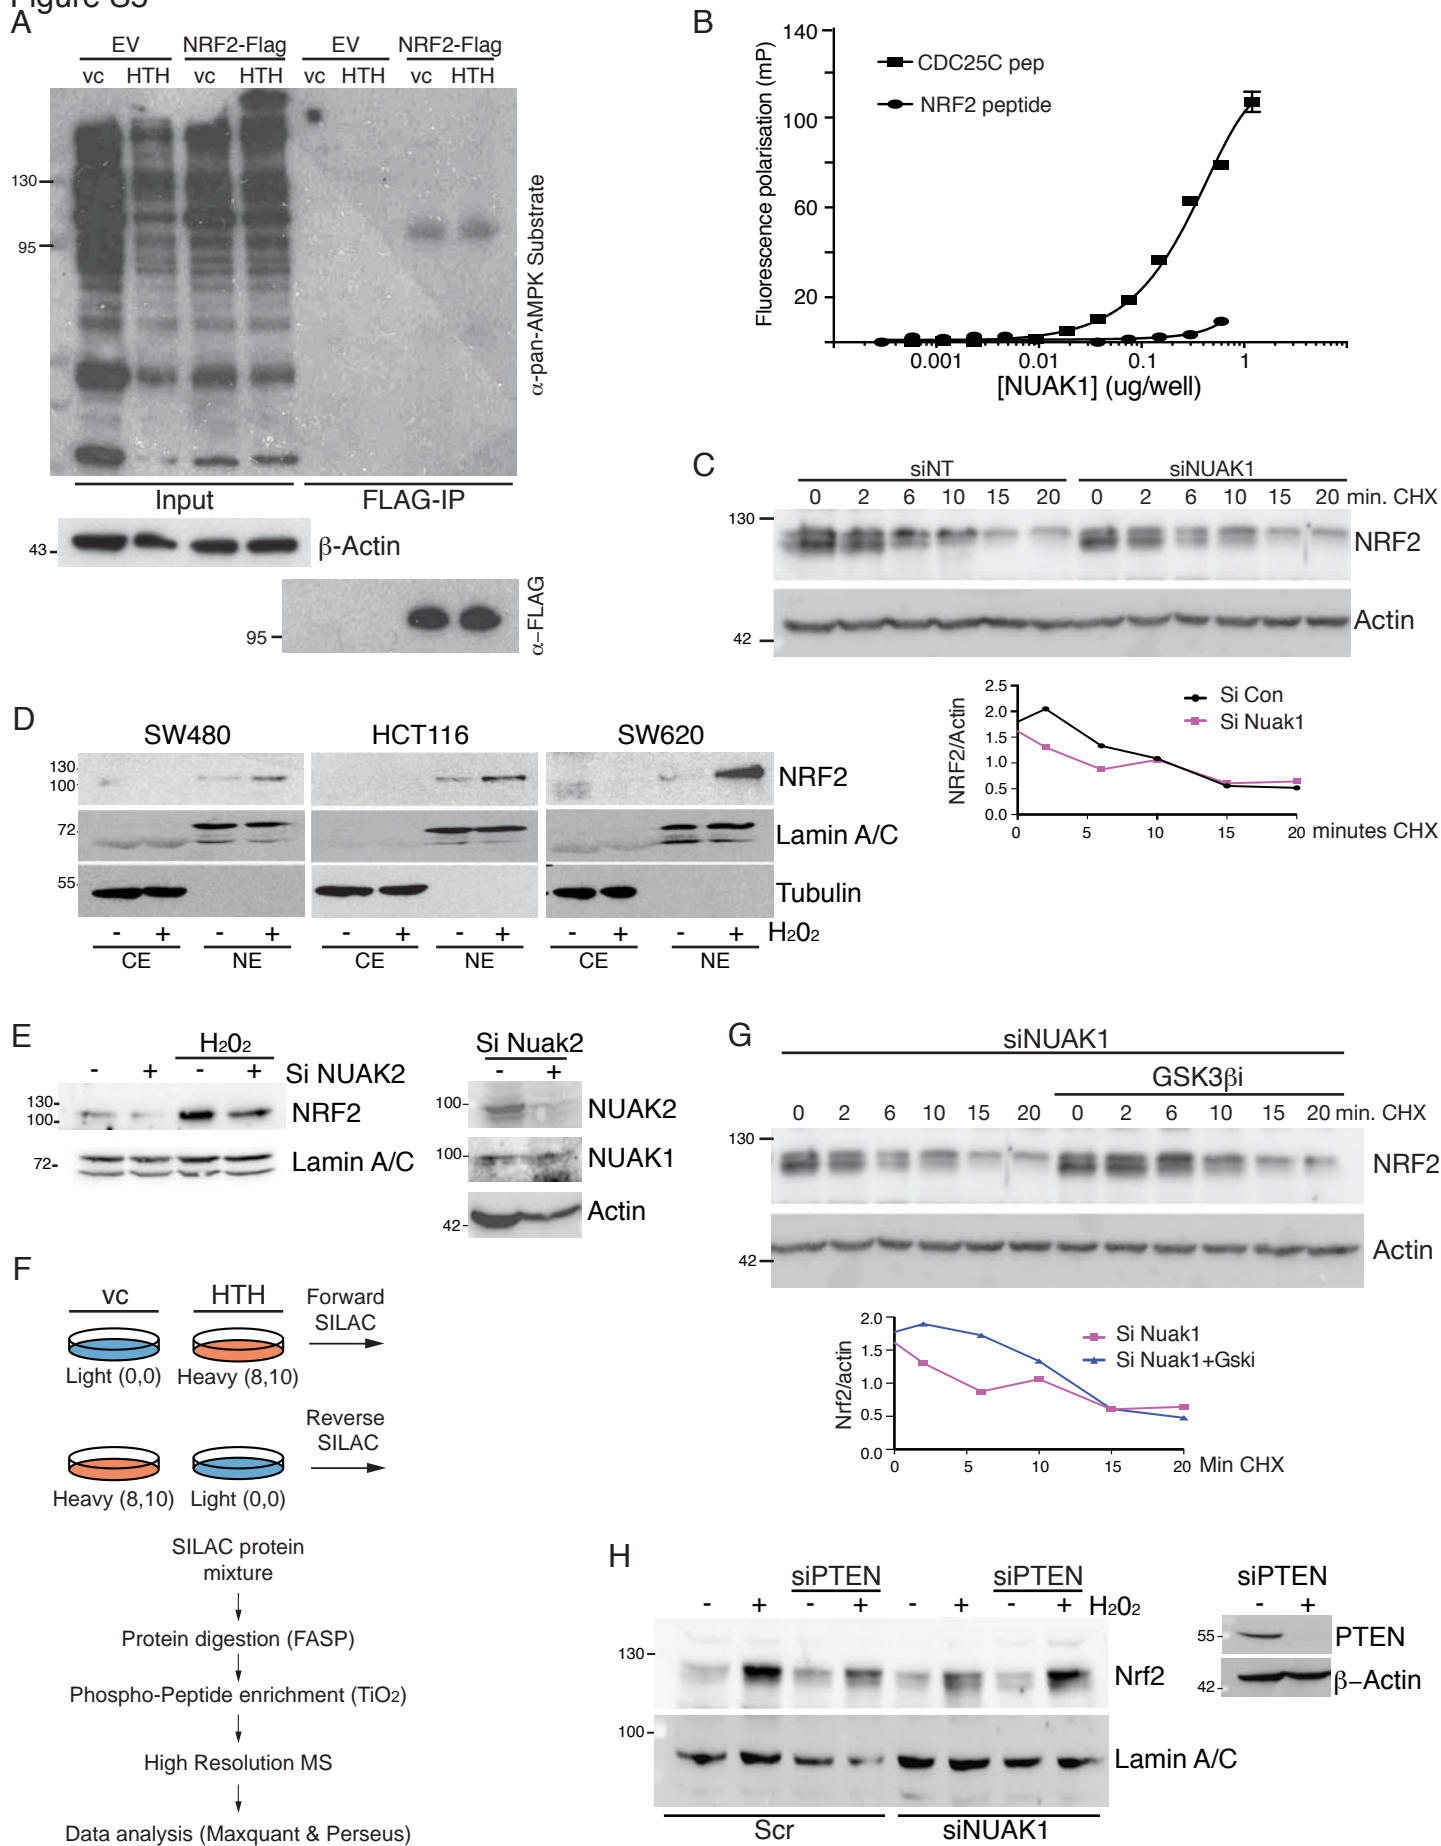 Figure S5
A
EV NRF2-Flag EV NRF2-Flag
vc HTH vc HTH vc HTH vc HTH
130
95
α-pan-AMPK Substrate
Input FLAG-IP
43
β-Actin
95
α-FLAG
B
140
100
60
20
Fluorescence polarisation (mP)
CDC25C pep
NRF2 peptide
0.001 0.01 0.1 1
[NUAK1] (ug/well)
C
siNT siNUAK1
0 2 6 10 15 20 0 2 6 10 15 20 min. CHX
130
NRF2
Actin
42
2.5
2.0
1.5
1.0
0.5
0.0
NRF2/Actin
Si Con
Si Nuak1
0 5 10 15 20 minutes CHX
D
SW480 HCT116 SW620
130
100
NRF2
72
Lamin A/C
55
Tubulin
- + - + - + - + - + - + H2O2
CE NE CE NE CE NE
E
H2O2
- + - + Si NUAK2
130
100
NRF2
72
Lamin A/C
Si Nuak2
- +
100
NUAK2
100
NUAK1
Actin
42
F
vc HTH
Forward
SILAC
Light (0,0) Heavy (8,10)
Reverse
SILAC
Heavy (8,10) Light (0,0)
SILAC protein
mixture
Protein digestion (FASP)
Phospho-Peptide enrichment (TiO2)
High Resolution MS
Data analysis (Maxquant & Perseus)
G
siNUAK1
GSK3βi
0 2 6 10 15 20 0 2 6 10 15 20 min. CHX
130
NRF2
Actin
42
2.0
1.5
1.0
0.5
0.0
Nrf2/actin
Si Nuak1
Si Nuak1+Gski
0 5 10 15 20 Min CHX
H
siPTEN siPTEN
- + - + - + - + H2O2
130
Nrf2
100
Lamin A/C
Scr siNUAK1
siPTEN
- +
55
PTEN
42
β-Actin